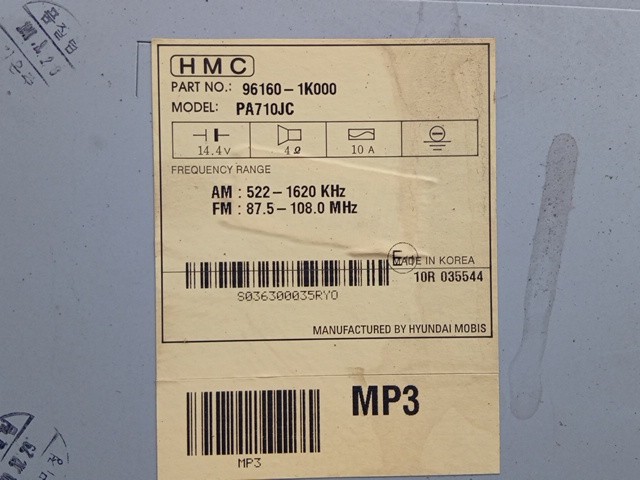 HMC
PART NO.: 96160-1K000
MODEL: PA710JC
14.4V 4Ω 10A
FREQUENCY RANGE
AM : 522-1620 KHz
FM : 87.5-108.0 MHz
E
MADE IN KOREA
10R 035544
S036300035RY0
MANUFACTURED BY HYUNDAI MOBIS
MP3
MP3